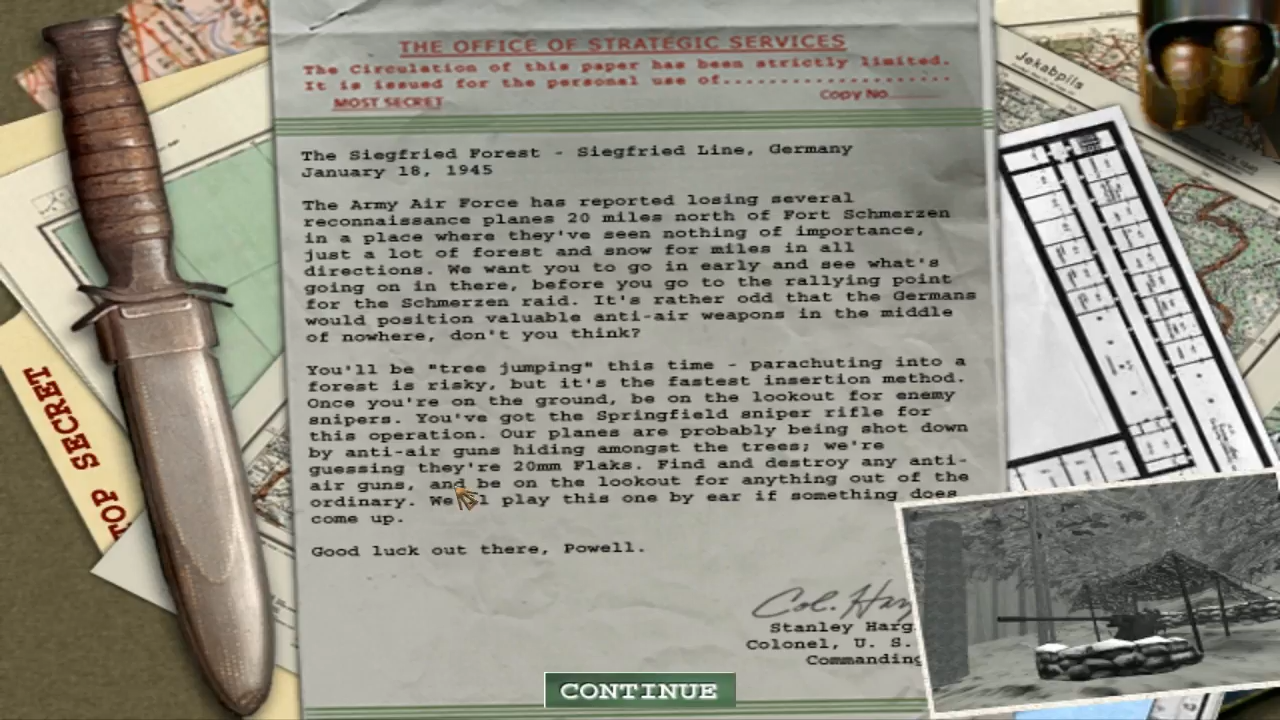 THE OFFICE OF STRATEGIC SERVICES
The Circulation of this paper has been strictly limited.
It is issued for the personal use of....................
MOST SECRET
Copy No.
The Siegfried Forest - Siegfried Line, Germany
January 18, 1945
The Army Air Force has reported losing several
reconnaissance planes 20 miles north of Fort Schmerzen
in a place where they've seen nothing of importance,
just a lot of forest and snow for miles in all
directions. We want you to go in early and see what's
going on in there, before you go to the rallying point
for the Schmerzen raid. It's rather odd that the Germans
would position valuable anti-air weapons in the middle
of nowhere, don't you think?
You'll be "tree jumping" this time - parachuting into a
forest is risky, but it's the fastest insertion method.
Once you're on the ground, be on the lookout for enemy
snipers. You've got the Springfield sniper rifle for
this operation. Our planes are probably being shot down
by anti-air guns hiding amongst the trees; we're
guessing they're 20mm Flaks. Find and destroy any anti-
air guns, and be on the lookout for anything out of the
ordinary. We'll play this one by ear if something does
come up.
Good luck out there, Powell.
Col. Har
Stanley Harg
Colonel, U. S.
Commanding
CONTINUE
TOP SECRET
Jekabpils